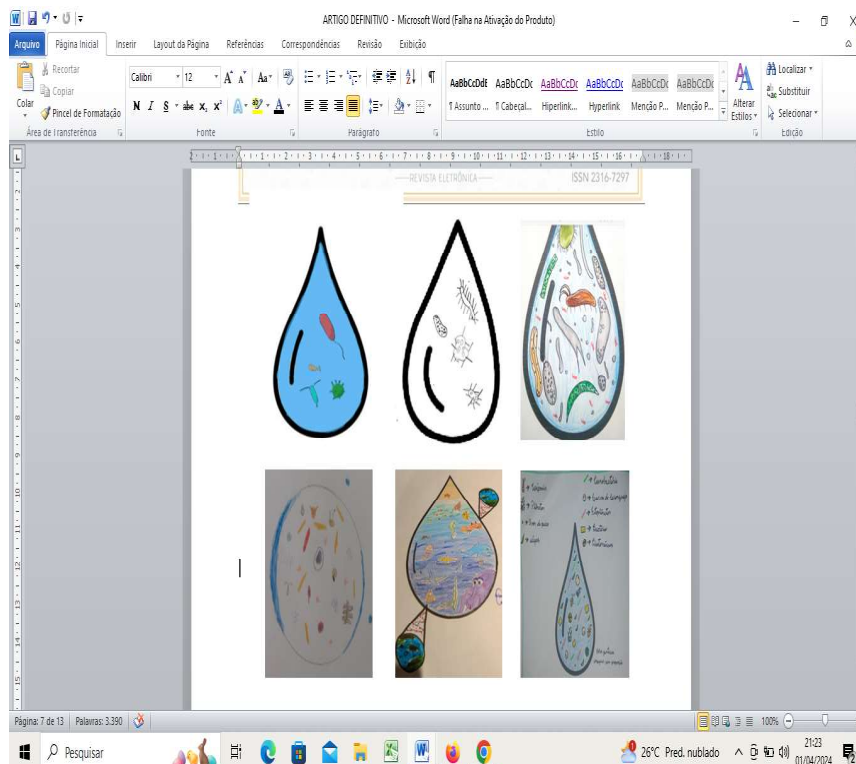 ARTIGO DEFINITIVO - Microsoft Word (Falha na Ativação do Produto)
Arquivo Página Inicial Inserir Layout da Página Referências Correspondências Revisão Exibição
Colar
Recortar
Copiar
Pincel de Formatação
Área de Transferência
Calibri 12
N I S abc x₂ x²
Fonte
Parágrafo
AaBbCcDdE AaBbCcDc AaBbCcDc AaBbCcDc AaBbCcDc AaBbCcDc
¶ Assunto ... ¶ Cabeçal... Hiperlink... Hyperlink Menção P... Menção P...
Alterar
Estilos
Estilo
Localizar
Substituir
Selecionar
Edição
REVISTA ELETRÔNICA ISSN 2316-7297
Página: 7 de 13 Palavras: 3.390 100%
Pesquisar
26°C Pred. nublado
21:23
01/04/2024